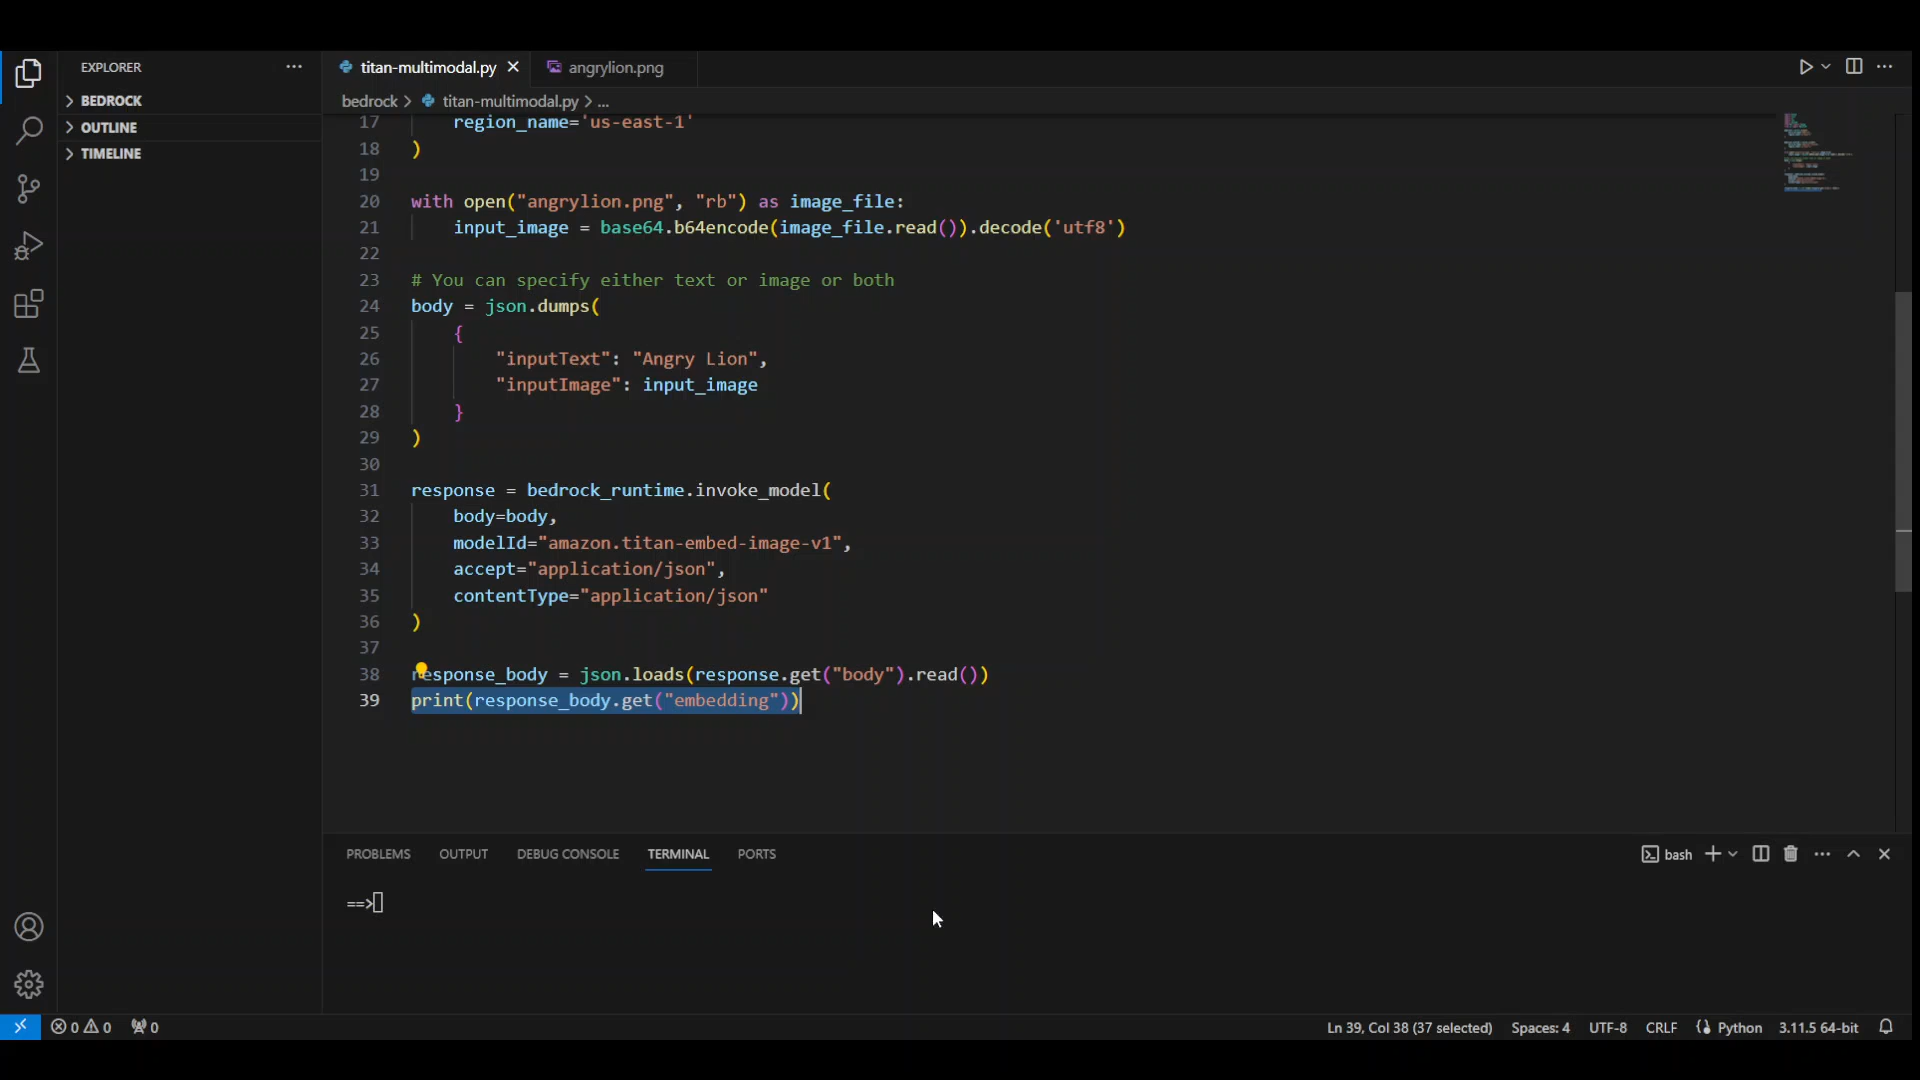 EXPLORER
BEDROCK
OUTLINE
TIMELINE
titan-multimodal.py
angrylion.png
bedrock > titan-multimodal.py > ...
17 region_name='us-east-1'
18 )
19
20 with open("angrylion.png", "rb") as image_file:
21 input_image = base64.b64encode(image_file.read()).decode('utf8')
22
23 # You can specify either text or image or both
24 body = json.dumps(
25 {
26 "inputText": "Angry Lion",
27 "inputImage": input_image
28 }
29 )
30
31 response = bedrock_runtime.invoke_model(
32 body=body,
33 modelId="amazon.titan-embed-image-v1",
34 accept="application/json",
35 contentType="application/json"
36 )
37
38 response_body = json.loads(response.get("body").read())
39 print(response_body.get("embedding"))
PROBLEMS OUTPUT DEBUG CONSOLE TERMINAL PORTS
bash
==>
0 0 0
Ln 39, Col 38 (37 selected) Spaces: 4 UTF-8 CRLF Python 3.11.5 64-bit